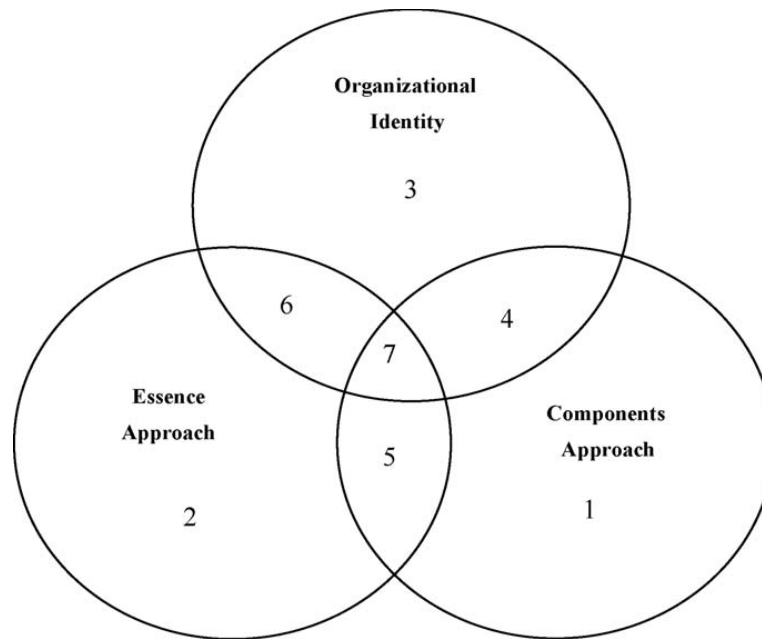 Organizational
Identity
3
6
4
7
Essence
Approach
Components
Approach
5
2
1